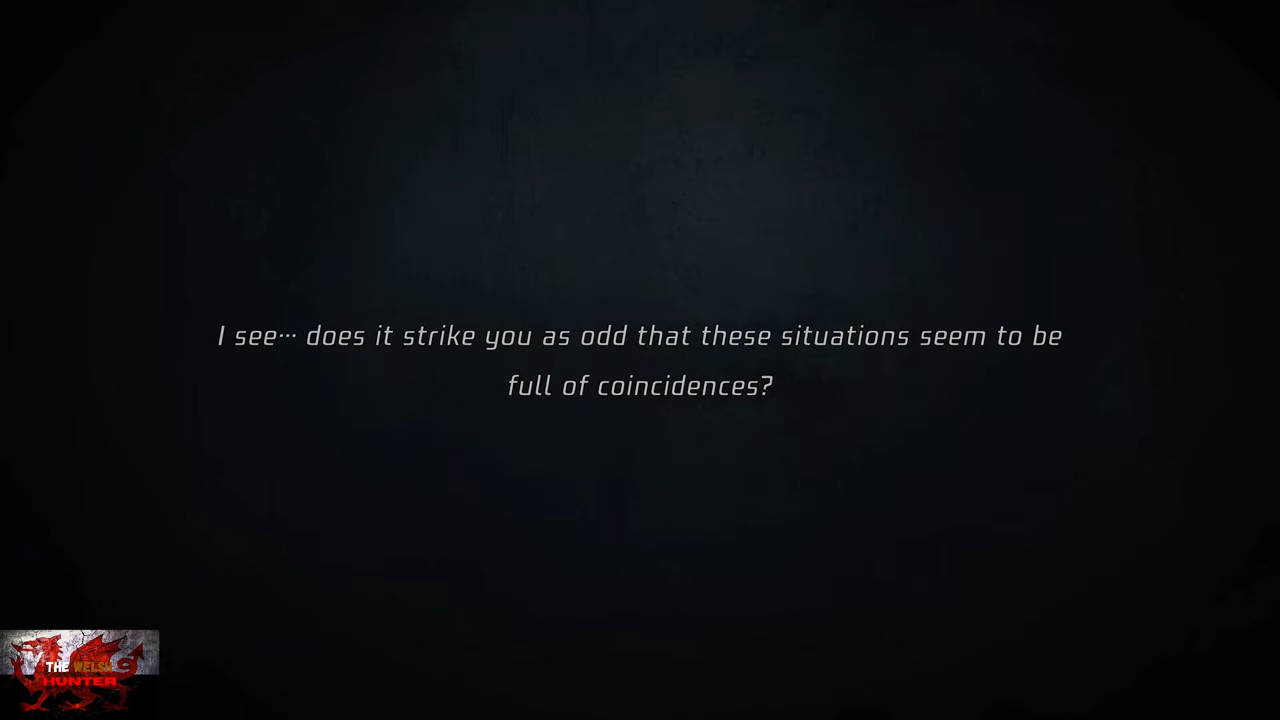 I see··· does it strike you as odd that these situations seem to be
full of coincidences?
THE WELSH
HUNTER